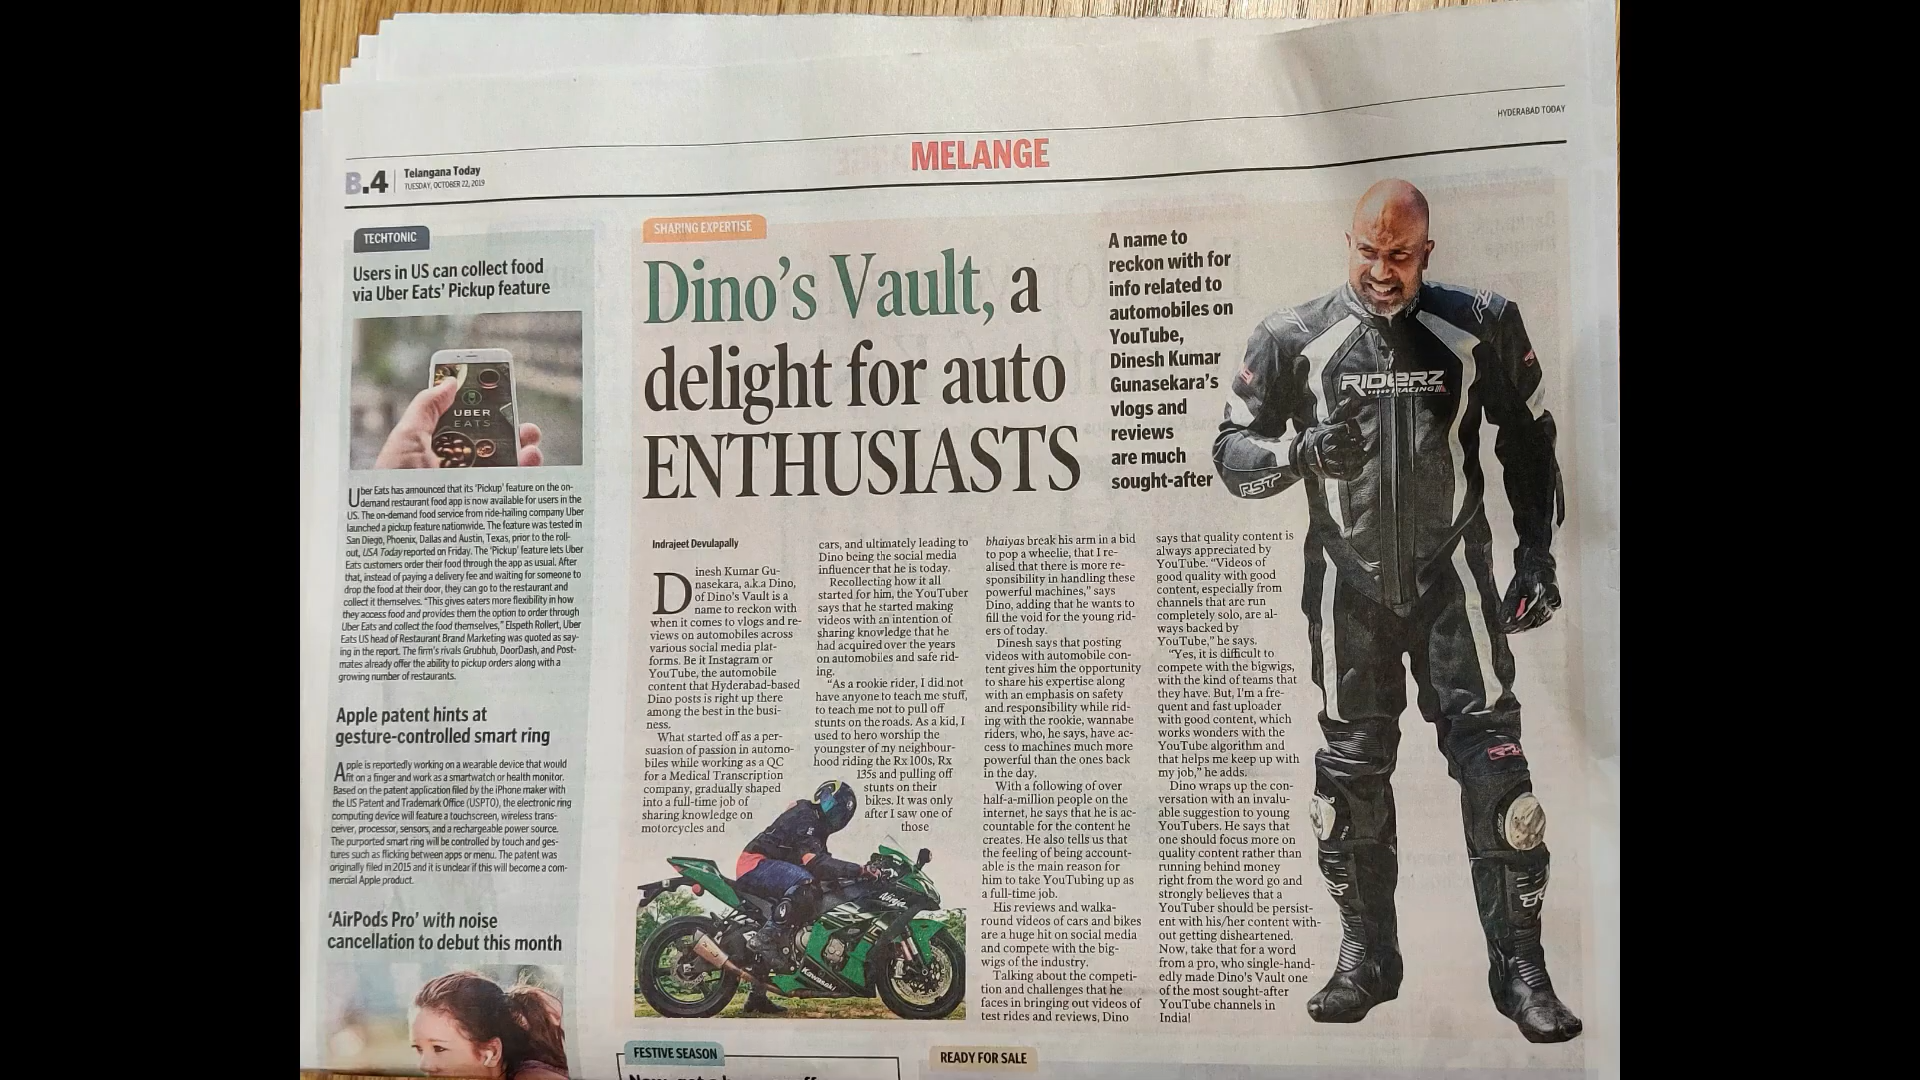 HYDERABAD TODAY
MELANGE
B.4
Telangana Today
TUESDAY, OCTOBER 22, 2019
TECHTONIC
Users in US can collect food
via Uber Eats' Pickup feature
UBER
EATS
Uber Eats has announced that its 'Pickup' feature on the on-
demand restaurant food app is now available for users in the
US. The on-demand food service from ride-hailing company Uber
launched a pickup feature nationwide. The feature was tested in
San Diego, Phoenix, Dallas and Austin, Texas, prior to the roll-
out, USA Today reported on Friday. The 'Pickup' feature lets Uber
Eats customers order their food through the app as usual. After
that, instead of paying a delivery fee and waiting for someone to
drop the food at their door, they can go to the restaurant and
collect it themselves. "This gives eaters more flexibility in how
they access food and provides them the option to order through
Uber Eats and collect the food themselves," Elspeth Rollert, Uber
Eats US head of Restaurant Brand Marketing was quoted as say-
ing in the report. The firm's rivals Grubhub, DoorDash, and Post-
mates already offer the ability to pickup orders along with a
growing number of restaurants.
Apple patent hints at
gesture-controlled smart ring
Apple is reportedly working on a wearable device that would
fit on a finger and work as a smartwatch or health monitor.
Based on the patent application filed by the iPhone maker with
the US Patent and Trademark Office (USPTO), the electronic ring
computing device will feature a touchscreen, wireless trans-
ceiver, processor, sensors, and a rechargeable power source.
The purported smart ring will be controlled by touch and ges-
tures such as flicking between apps or menu. The patent was
originally filed in 2015 and it is unclear if this will become a com-
mercial Apple product.
'AirPods Pro' with noise
cancellation to debut this month
SHARING EXPERTISE
Dino's Vault, a
delight for auto
ENTHUSIASTS
A name to
reckon with for
info related to
automobiles on
YouTube,
Dinesh Kumar
Gunasekara's
vlogs and
reviews
are much
sought-after
Indrajeet Devulapally
Dinesh Kumar Gu-
nasekara, a.k.a Dino,
of Dino's Vault is a
name to reckon with
when it comes to vlogs and re-
views on automobiles across
various social media plat-
forms. Be it Instagram or
YouTube, the automobile
content that Hyderabad-based
Dino posts is right up there
among the best in the busi-
ness.
What started off as a per-
suasion of passion in automo-
biles while working as a QC
for a Medical Transcription
company, gradually shaped
into a full-time job of
sharing knowledge on
motorcycles and
cars, and ultimately leading to
Dino being the social media
influencer that he is today.
Recollecting how it all
started for him, the YouTuber
says that he started making
videos with an intention of
sharing knowledge that he
had acquired over the years
on automobiles and safe rid-
ing.
"As a rookie rider, I did not
have anyone to teach me stuff,
to teach me not to pull off
stunts on the roads. As a kid, I
used to hero worship the
youngster of my neighbour-
hood riding the Rx 100s, Rx
135s and pulling off
stunts on their
bikes. It was only
after I saw one of
those
bhaiyas break his arm in a bid
to pop a wheelie, that I re-
alised that there is more re-
sponsibility in handling these
powerful machines," says
Dino, adding that he wants to
fill the void for the young rid-
ers of today.
Dinesh says that posting
videos with automobile con-
tent gives him the opportunity
to share his expertise along
with an emphasis on safety
and responsibility while rid-
ing with the rookie, wannabe
riders, who, he says, have ac-
cess to machines much more
powerful than the ones back
in the day.
With a following of over
half-a-million people on the
internet, he says that he is ac-
countable for the content he
creates. He also tells us that
the feeling of being account-
able is the main reason for
him to take YouTubing up as
a full-time job.
His reviews and walka-
round videos of cars and bikes
are a huge hit on social media
and compete with the big-
wigs of the industry.
Talking about the competi-
tion and challenges that he
faces in bringing out videos of
test rides and reviews, Dino
says that quality content is
always appreciated by
YouTube. "Videos of
good quality with good
content, especially from
channels that are run
completely solo, are al-
ways backed by
YouTube," he says.
"Yes, it is difficult to
compete with the bigwigs,
with the kind of teams that
they have. But, I'm a fre-
quent and fast uploader
with good content, which
works wonders with the
YouTube algorithm and
that helps me keep up with
my job," he adds.
Dino wraps up the con-
versation with an invalu-
able suggestion to young
YouTubers. He says that
one should focus more on
quality content rather than
running behind money
right from the word go and
strongly believes that a
YouTuber should be persist-
ent with his/her content with-
out getting disheartened.
Now, take that for a word
from a pro, who single-hand-
edly made Dino's Vault one
of the most sought-after
YouTube channels in
India!
RIDERZ
RACING
RST
Ninja
Kawasaki
FESTIVE SEASON
READY FOR SALE